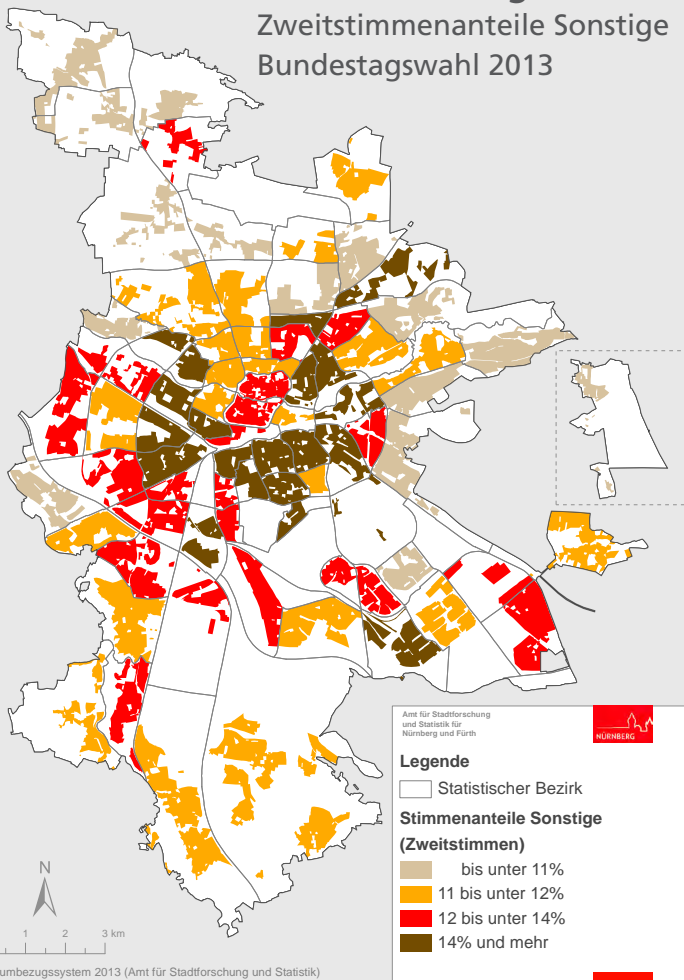 Zweitstimmenanteile Sonstige
Bundestagswahl 2013
Amt für Stadtforschung
und Statistik für
Nürnberg und Fürth
NÜRNBERG
Legende
Statistischer Bezirk
Stimmenanteile Sonstige
(Zweitstimmen)
bis unter 11%
11 bis unter 12%
12 bis unter 14%
14% und mehr
N
1 2 3 km
umbezugssystem 2013 (Amt für Stadtforschung und Statistik)